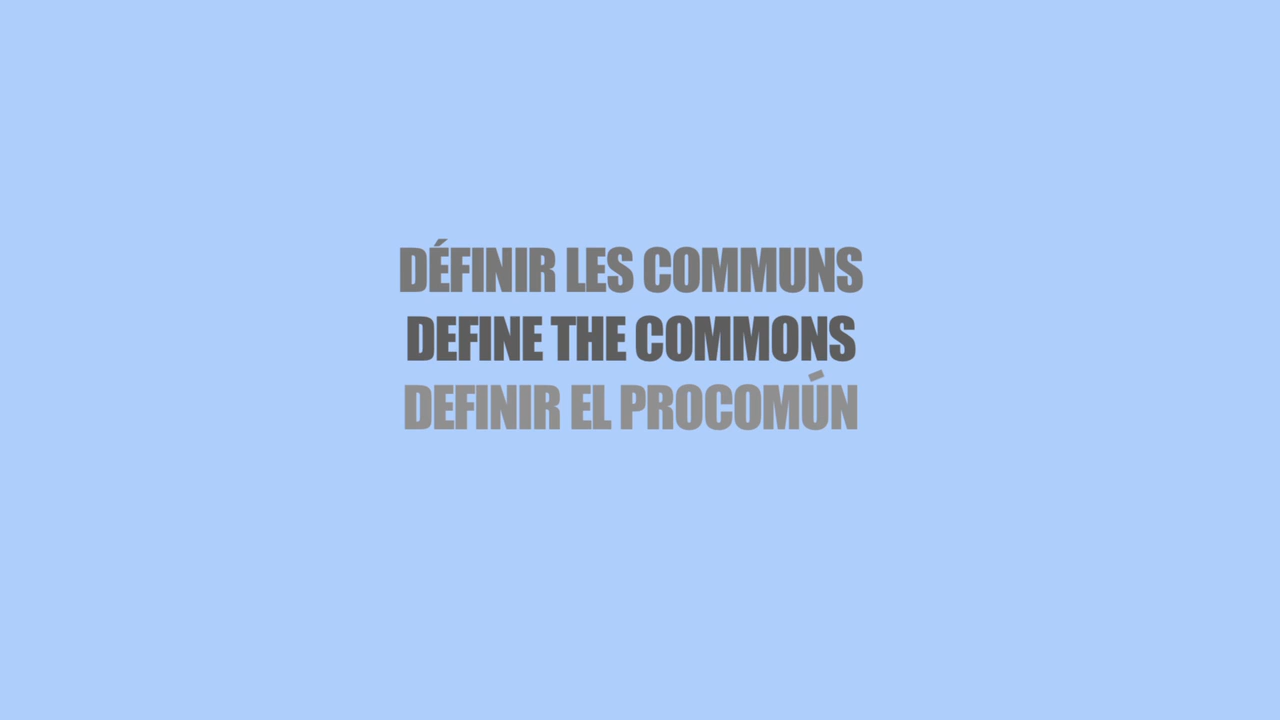 DÉFINIR LES COMMUNS
DEFINE THE COMMONS
DEFINIR EL PROCOMÚN